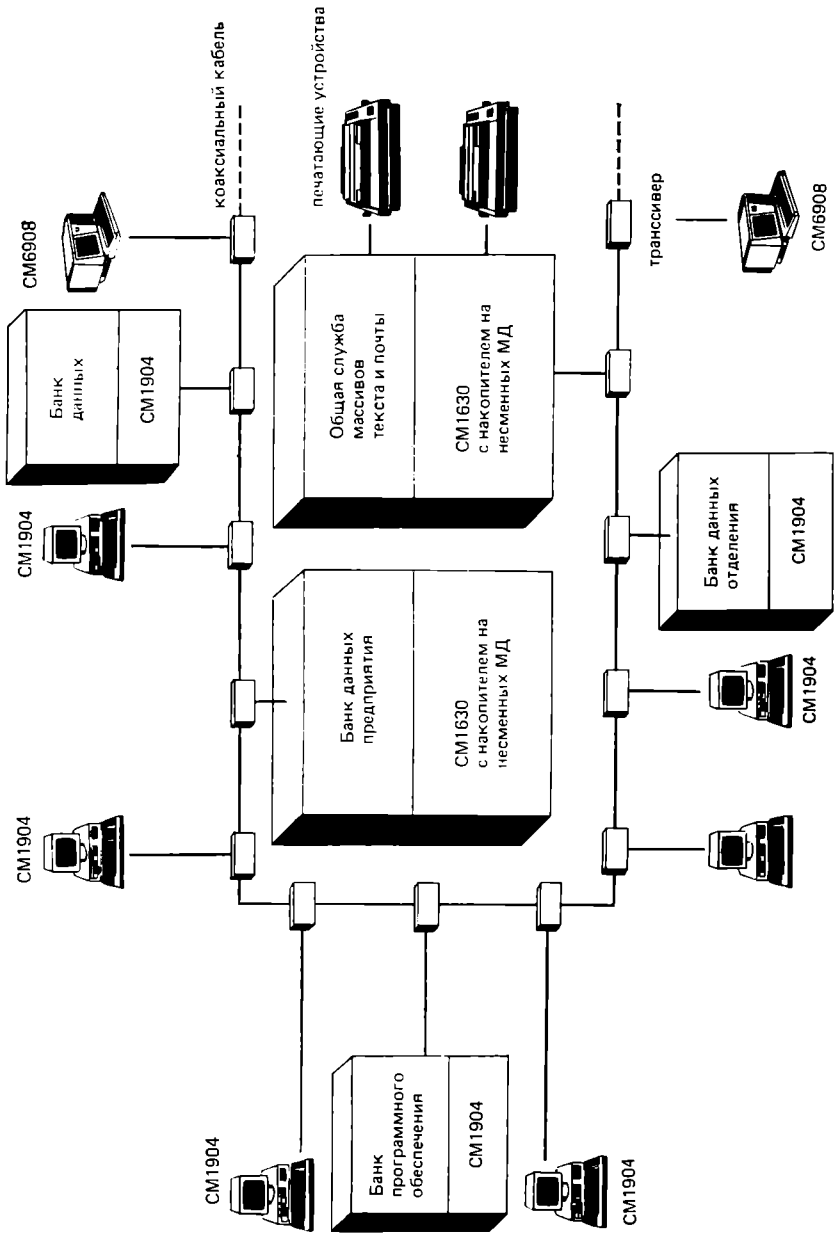 СМ1904
СМ1904
СМ6908
Банк
данных
СМ1904
коаксиальный кабель
печатающие устройства
Банк данных
предприятия
СМ1630
с накопителем на
несменных МД
Общая служба
массивов
текста и почты
СМ1630
с накопителем на
несменных МД
СМ1904
Банк
программного
обеспечения
СМ1904
СМ1904
СМ1904
Банк данных
отделения
СМ1904
транссивер
СМ6908